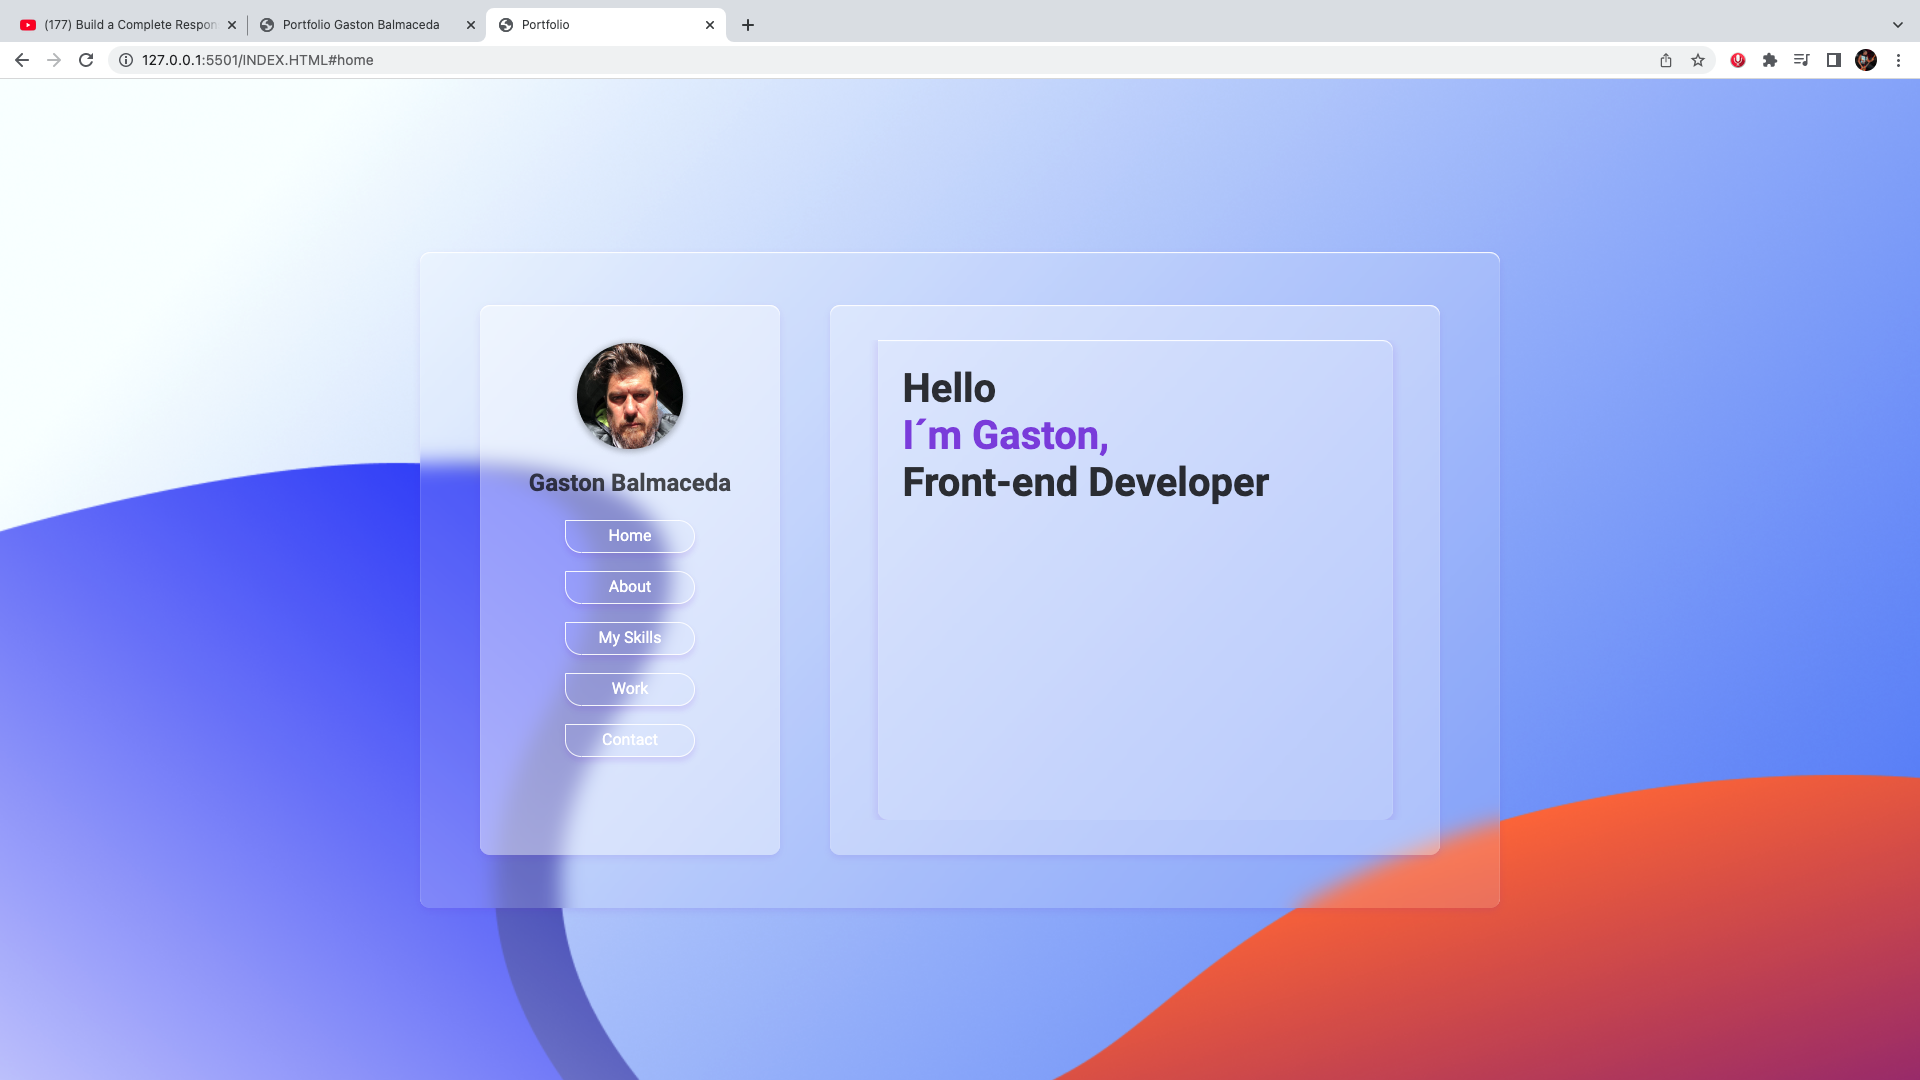 (177) Build a Complete Respon
Portfolio Gaston Balmaceda
Portfolio
127.0.0.1:5501/INDEX.HTML#home
Gaston Balmaceda
Home
About
My Skills
Work
Contact
Hello
I´m Gaston,
Front-end Developer